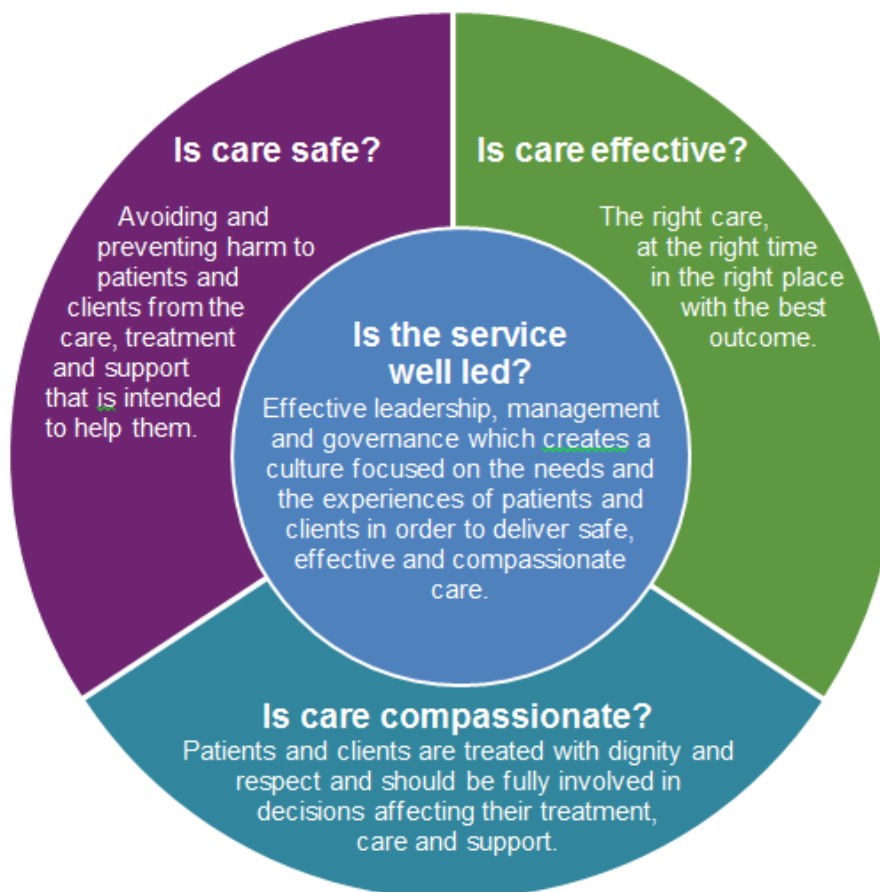 Is care safe?
Avoiding and
preventing harm to
patients and
clients from the
care, treatment
and support
that is intended
to help them.
Is care effective?
The right care,
at the right time
in the right place
with the best
outcome.
Is the service
well led?
Effective leadership, management
and governance which creates a
culture focused on the needs and
the experiences of patients and
clients in order to deliver safe,
effective and compassionate
care.
Is care compassionate?
Patients and clients are treated with dignity and
respect and should be fully involved in
decisions affecting their treatment,
care and support.